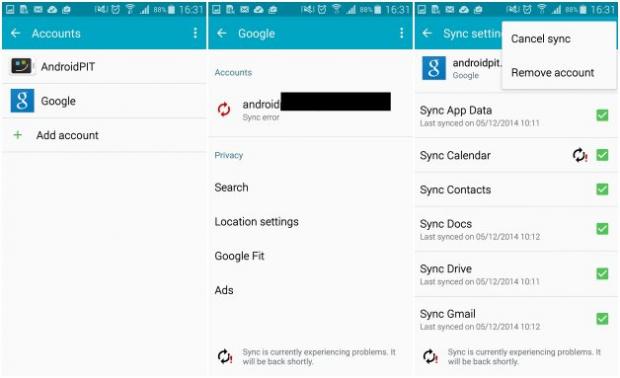 88% 16:31
Accounts
AndroidPIT
Google
Add account
88% 16:31
Google
Accounts
android
Sync error
Privacy
Search
Location settings
Google Fit
Ads
Sync is currently experiencing problems. It
will be back shortly.
88% 16:31
Sync settin
Cancel sync
Remove account
androidpit.
Google
Sync App Data
Last synced on 05/12/2014 10:11
Sync Calendar
Sync Contacts
Sync Docs
Last synced on 05/12/2014 10:12
Sync Drive
Last synced on 05/12/2014 10:11
Sync Gmail
Last synced on 05/12/2014 10:12
Sync is currently experiencing problems. It
will be back shortly.